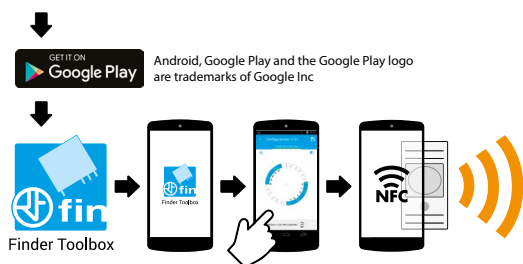 GET IT ON
Google Play
Android, Google Play and the Google Play logo
are trademarks of Google Inc
fin
Finder Toolbox
fin
Finder Toolbox
NFC